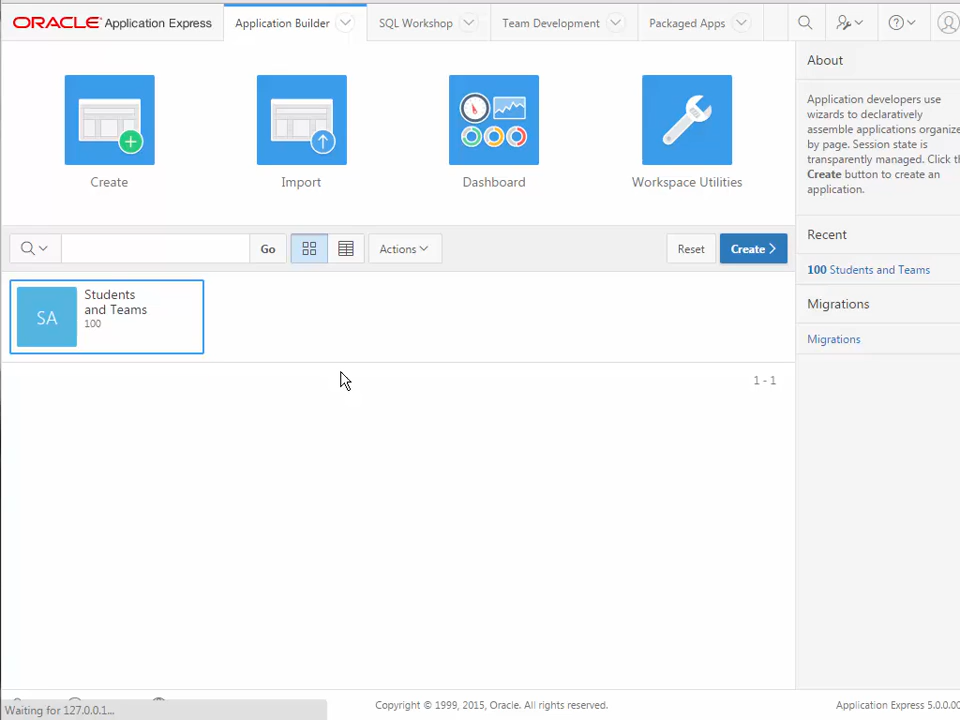 ORACLE Application Express
Application Builder
SQL Workshop
Team Development
Packaged Apps
Create
Import
Dashboard
Workspace Utilities
Go
Actions
Reset
Create
SA
Students
and Teams
100
1 - 1
About
Application developers use
wizards to declaratively
assemble applications organize
by page. Session state is
transparently managed. Click th
Create button to create an
application.
Recent
100 Students and Teams
Migrations
Migrations
Waiting for 127.0.0.1...
Copyright © 1999, 2015, Oracle. All rights reserved.
Application Express 5.0.0.00